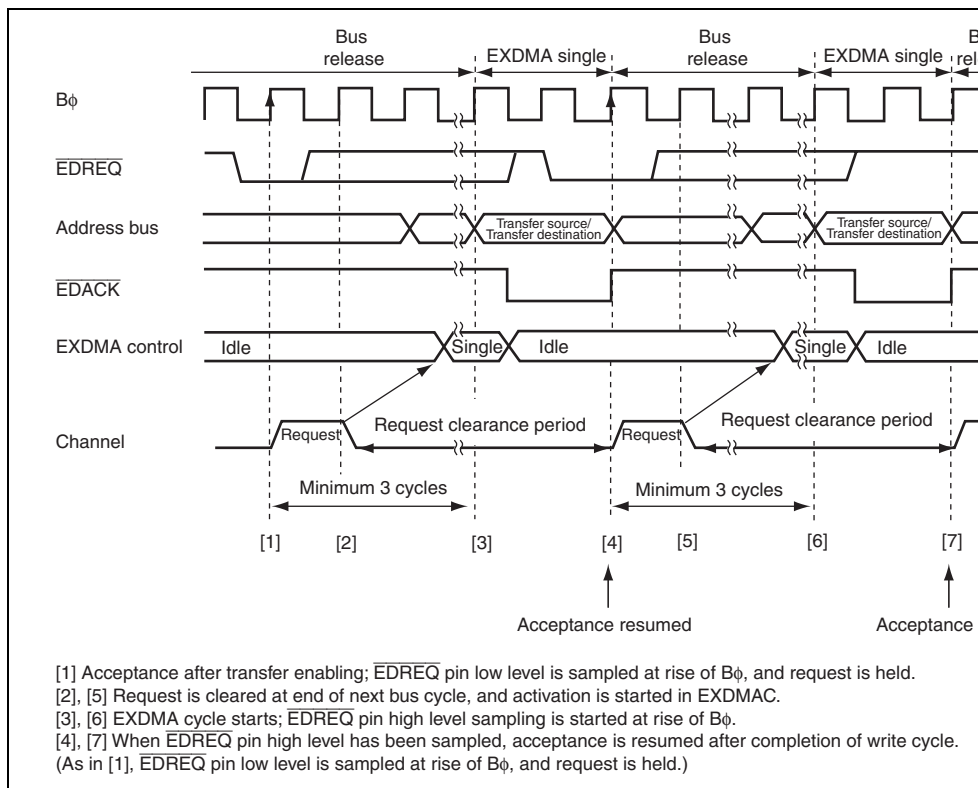 Bus release
EXDMA single
Bus release
EXDMA single
Bϕ
EDREQ
Address bus
Transfer source/
Transfer destination
Transfer source/
Transfer destination
EDACK
EXDMA control
Idle
Single
Idle
Single
Idle
Channel
Request
Request clearance period
Request
Request clearance period
Minimum 3 cycles
Minimum 3 cycles
[1] [2] [3] [4] [5] [6] [7]
Acceptance resumed
Acceptance
[1] Acceptance after transfer enabling; EDREQ pin low level is sampled at rise of Bϕ, and request is held.
[2], [5] Request is cleared at end of next bus cycle, and activation is started in EXDMAC.
[3], [6] EXDMA cycle starts; EDREQ pin high level sampling is started at rise of Bϕ.
[4], [7] When EDREQ pin high level has been sampled, acceptance is resumed after completion of write cycle.
(As in [1], EDREQ pin low level is sampled at rise of Bϕ, and request is held.)